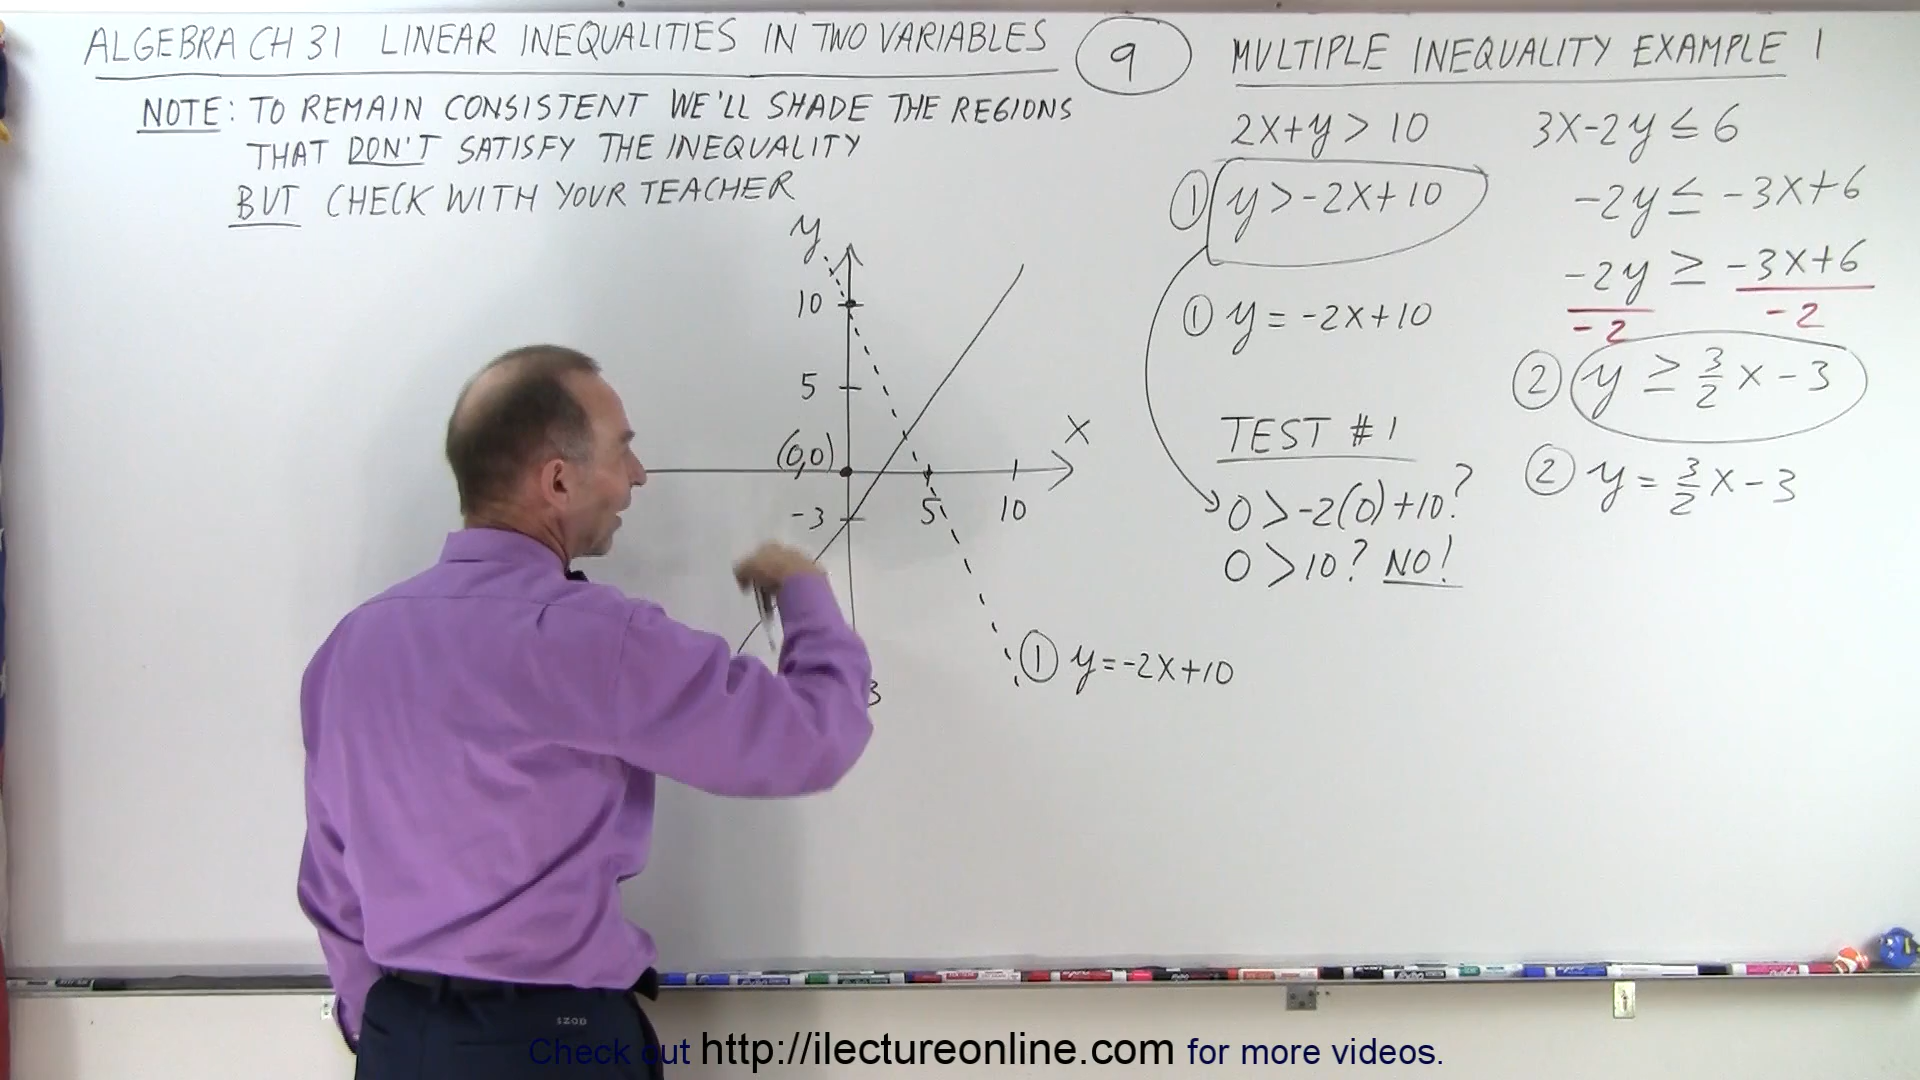 ALGEBRA CH 31 LINEAR INEQUALITIES IN TWO VARIABLES
9
MULTIPLE INEQUALITY EXAMPLE 1
NOTE: TO REMAIN CONSISTENT WE'LL SHADE THE REGIONS
THAT DON'T SATISFY THE INEQUALITY
BUT CHECK WITH YOUR TEACHER
2x+y > 10
① y > -2x+10
① y = -2x+10
TEST #1
0 > -2(0)+10?
0 > 10? NO!
3x-2y ≤ 6
-2y ≤ -3x+6
-2y ≥ -3x+6
-2 -2
② y ≥ 3/2 x - 3
② y = 3/2 x - 3
y
10
5
(0,0)
x
-3
5 10
① y = -2x+10
3
SZOD
Check out http://ilectureonline.com for more videos.